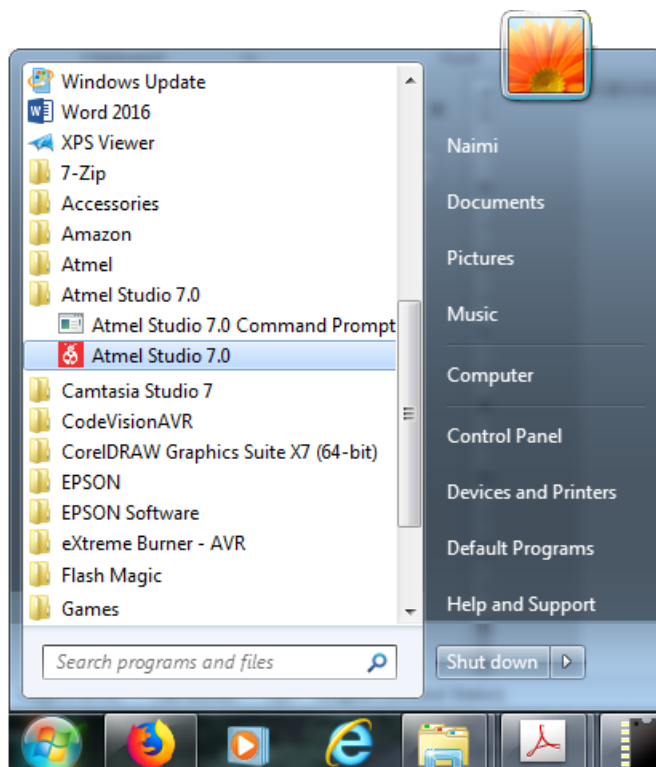 Windows Update
Word 2016
XPS Viewer
7-Zip
Accessories
Amazon
Atmel
Atmel Studio 7.0
Atmel Studio 7.0 Command Prompt
Atmel Studio 7.0
Camtasia Studio 7
CodeVisionAVR
CorelDRAW Graphics Suite X7 (64-bit)
EPSON
EPSON Software
eXtreme Burner - AVR
Flash Magic
Games
Search programs and files
Naimi
Documents
Pictures
Music
Computer
Control Panel
Devices and Printers
Default Programs
Help and Support
Shut down